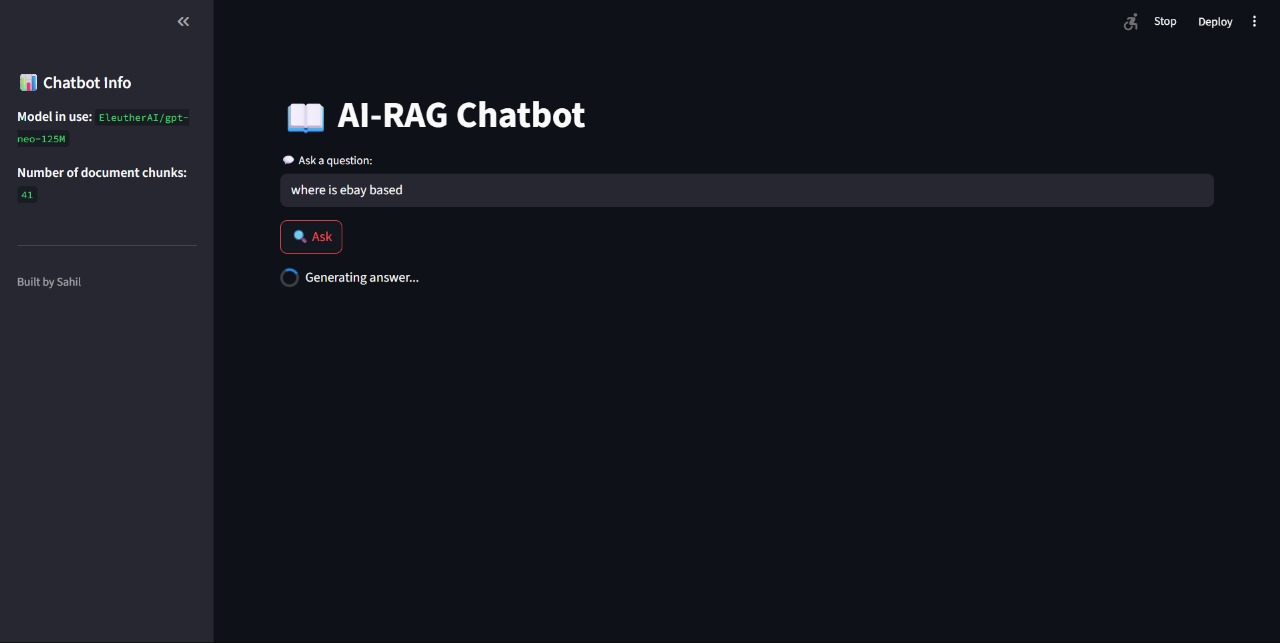 Stop
Deploy
Chatbot Info
Model in use: EleutherAI/gpt-
neo-125M
Number of document chunks:
41
Built by Sahil
AI-RAG Chatbot
Ask a question:
where is ebay based
Ask
Generating answer...